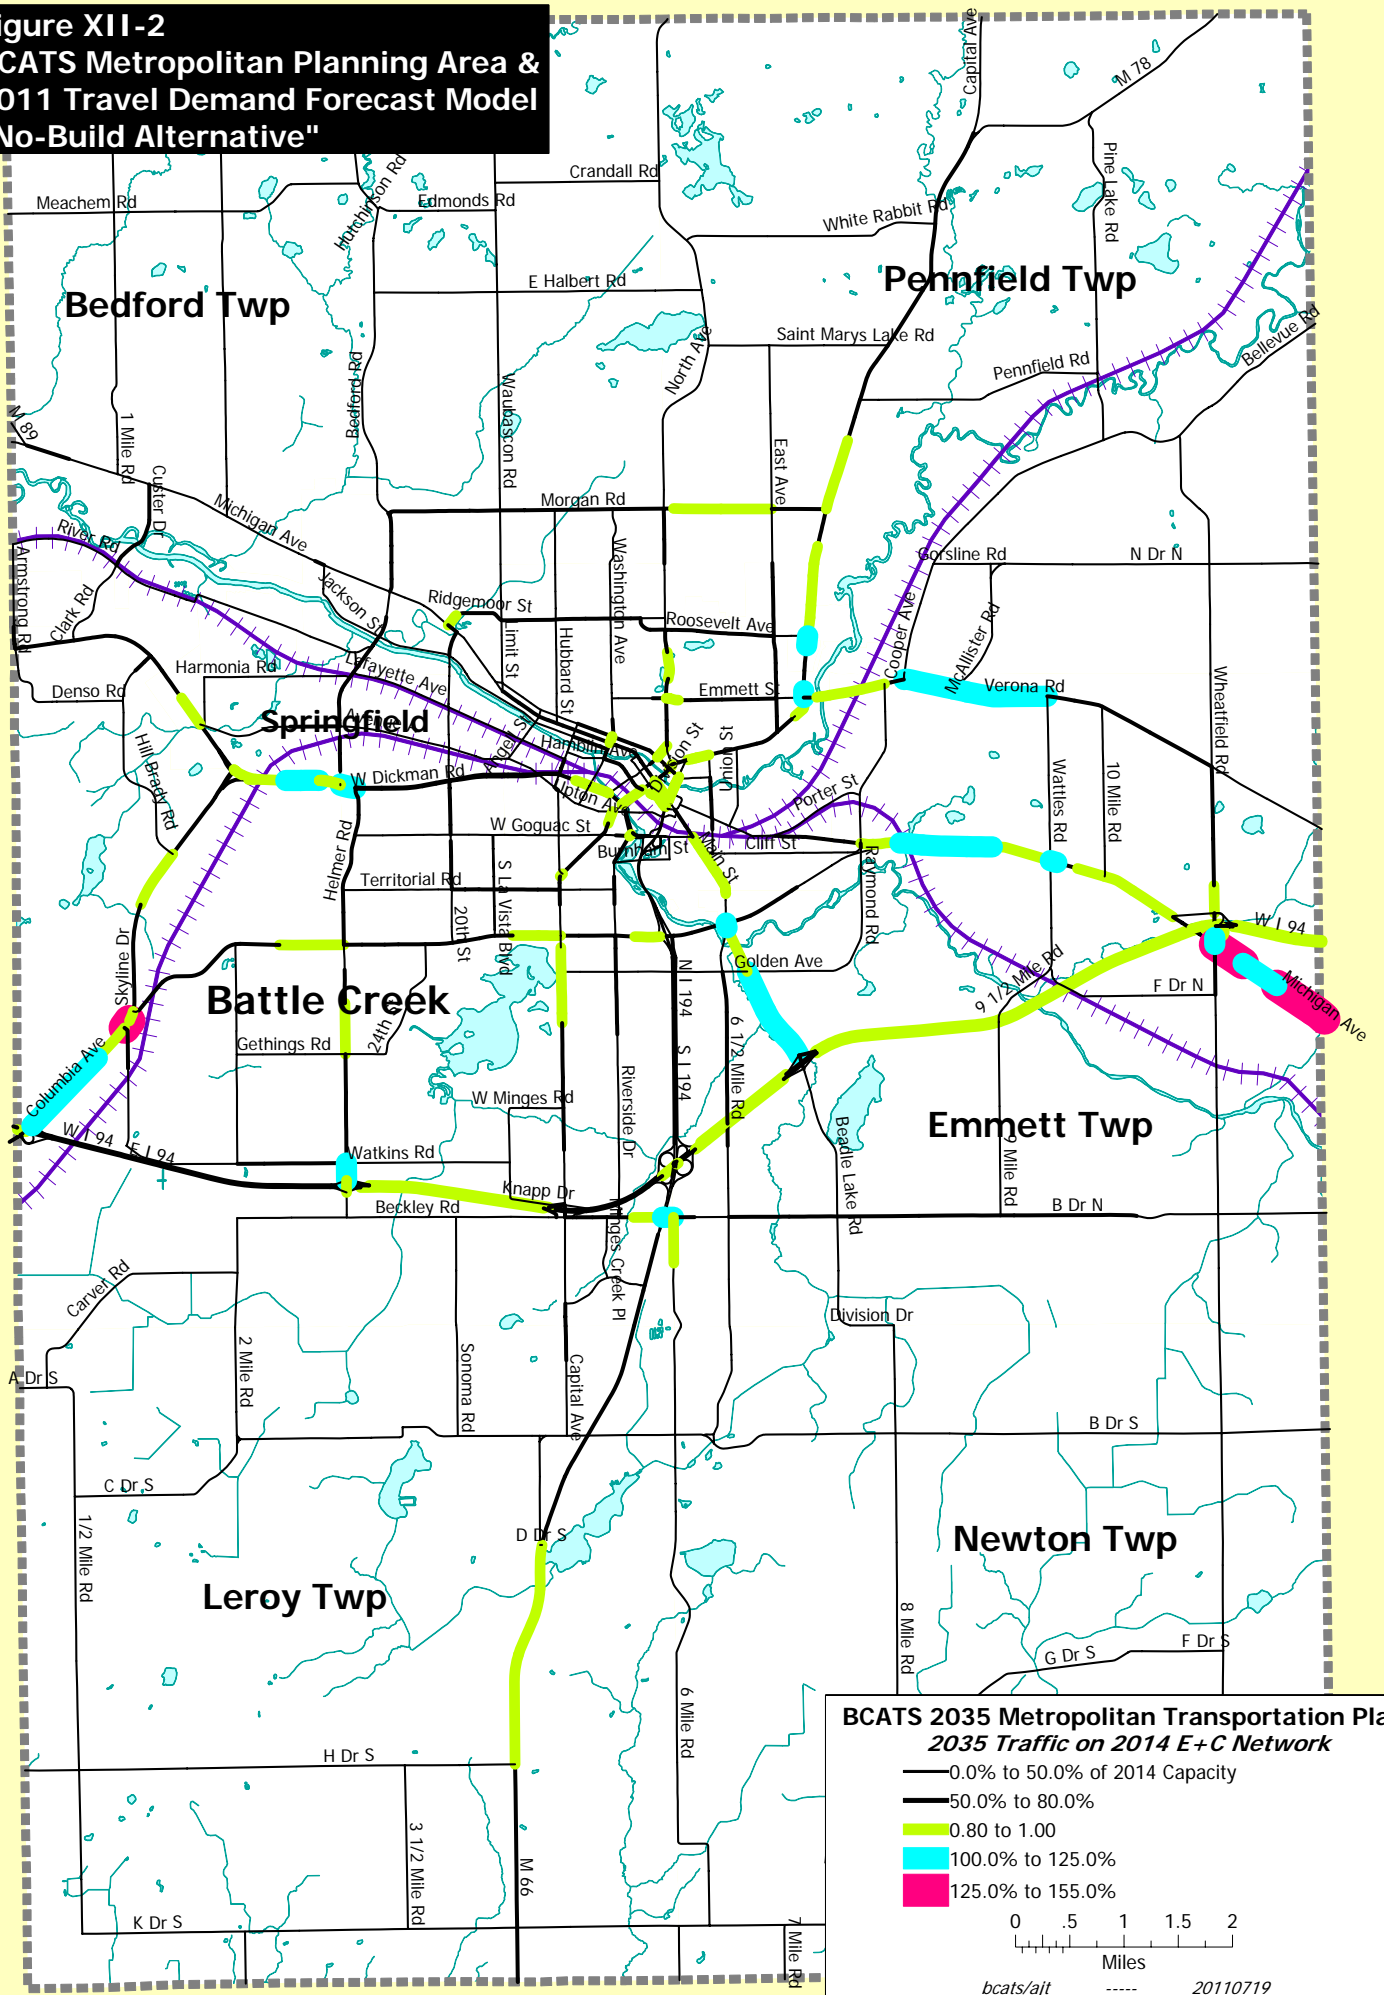 igure XII-2
CATS Metropolitan Planning Area &
011 Travel Demand Forecast Model
No-Build Alternative"
Capital Ave
M 78
Crandall Rd
Pine Lake Rd
Hutchinson Rd
Meachem Rd
Edmonds Rd
White Rabbit Rd
Pennfield Twp
E Halbert Rd
Bedford Twp
Bellevue Rd
Saint Marys Lake Rd
North Ave
Pennfield Rd
Bedford Rd
Waubascon Rd
M 89
1 Mile Rd
East Ave
Custer Dr
Michigan Ave
Morgan Rd
River Rd
Washington Ave
Gorsline Rd
N Dr N
Armstrong Rd
Clark Rd
Jackson St
Ridgemoor St
Roosevelt Ave
Limit St
Hubbard St
Cooper Ave
McAllister Rd
Harmonia Rd
Lafayette Ave
Denso Rd
Emmett St
Verona Rd
Wheatfield Rd
Springfield
Avenue
Angell St
Hamblin Ave
Division St
Union St
Hill Brady Rd
W Dickman Rd
Upton Ave
Porter St
Wattles Rd
10 Mile Rd
W Goguac St
Burnham St
Main St
Cliff St
Helmer Rd
Territorial Rd
S La Vista Blvd
20th St
Raymond Rd
W I 94
Skyline Dr
Golden Ave
9 1/2 Mile Rd
F Dr N
Michigan Ave
Battle Creek
N I 194
S I 194
24th
6 1/2 Mile Rd
Gethings Rd
Columbia Ave
W Minges Rd
Riverside Dr
Emmett Twp
W I 94
E I 94
Watkins Rd
Beadle Lake Rd
9 Mile Rd
Knapp Dr
Beckley Rd
Minges Creek Pl
B Dr N
Carver Rd
Division Dr
A Dr S
2 Mile Rd
Sonoma Rd
Capital Ave
B Dr S
C Dr S
1/2 Mile Rd
D Dr S
Newton Twp
Leroy Twp
8 Mile Rd
F Dr S
G Dr S
6 Mile Rd
H Dr S
3 1/2 Mile Rd
M 66
K Dr S
7 Mile Rd
BCATS 2035 Metropolitan Transportation Pla
2035 Traffic on 2014 E+C Network
0.0% to 50.0% of 2014 Capacity
50.0% to 80.0%
0.80 to 1.00
100.0% to 125.0%
125.0% to 155.0%
0 .5 1 1.5 2
Miles
bcats/ajt ----- 20110719